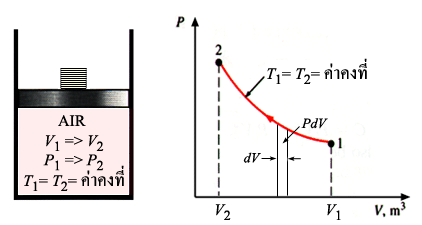 AIR
V₁ => V₂
P₁ => P₂
T₁= T₂= ค่าคงที่
P
2
T₁= T₂= ค่าคงที่
PdV
1
dV
V₂
V₁
V, m³